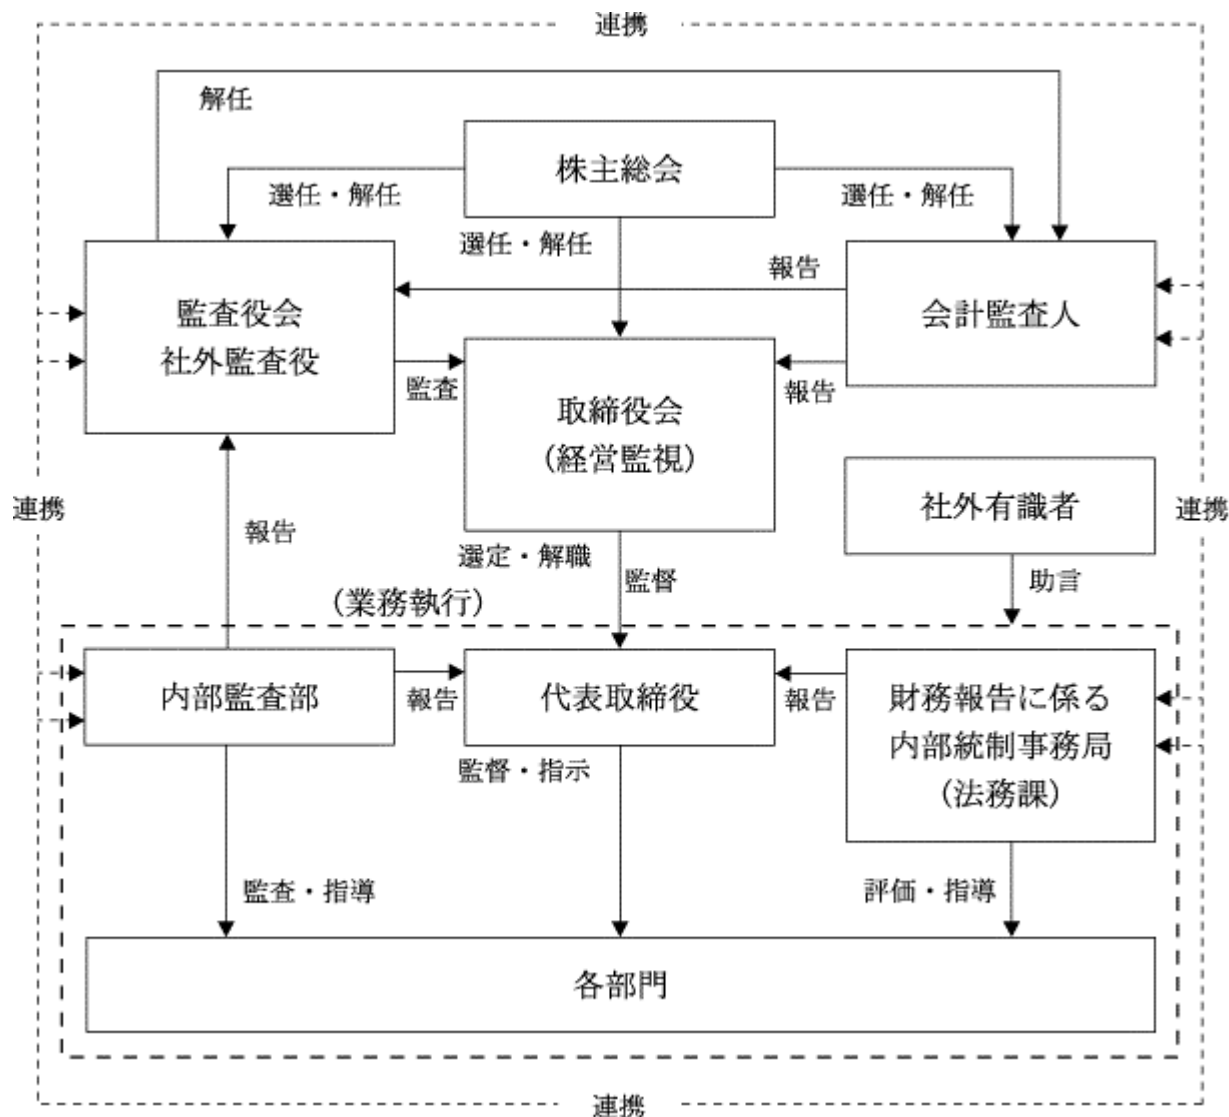 連携
解任
株主総会
選任・解任
選任・解任
選任・解任
報告
監査役会
社外監査役
会計監査人
監査
報告
取締役会
（経営監視）
連携
社外有識者
連携
報告
選定・解職
監督
助言
（業務執行）
内部監査部
報告
代表取締役
報告
財務報告に係る
内部統制事務局
（法務課）
監督・指示
監査・指導
評価・指導
各部門
連携